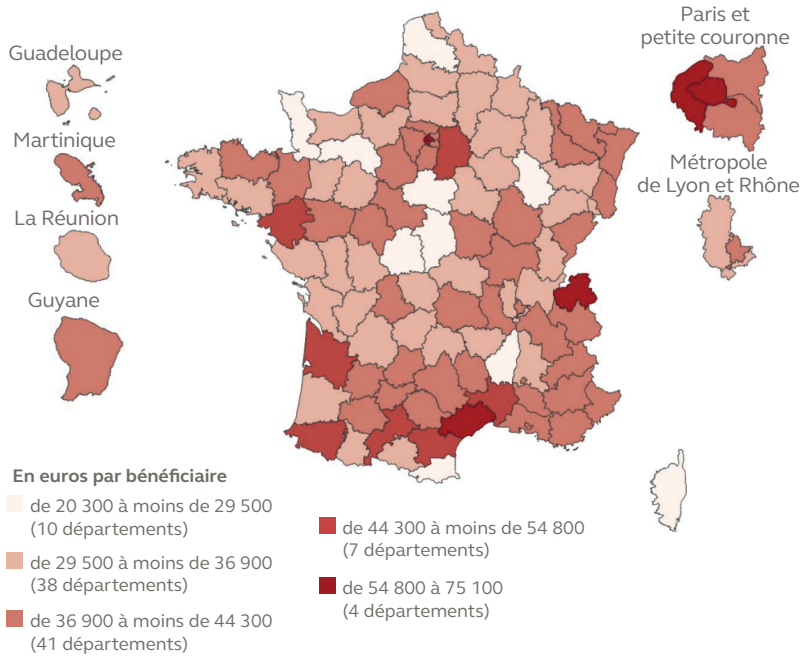 Guadeloupe
Martinique
La Réunion
Guyane
Paris et
petite couronne
Métropole
de Lyon et Rhône
En euros par bénéficiaire
de 20 300 à moins de 29 500
(10 départements)
de 29 500 à moins de 36 900
(38 départements)
de 36 900 à moins de 44 300
(41 départements)
de 44 300 à moins de 54 800
(7 départements)
de 54 800 à 75 100
(4 départements)